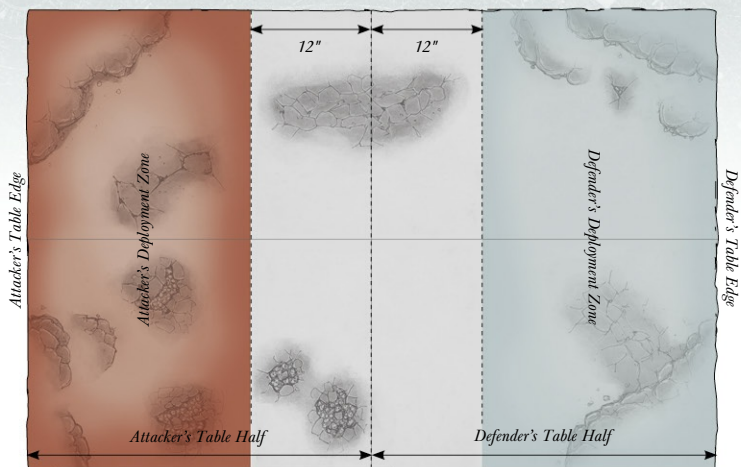 12" 12"
Attacker's Table Edge
Attacker's Deployment Zone
Defender's Deployment Zone
Defender's Table Edge
Attacker's Table Half
Defender's Table Half